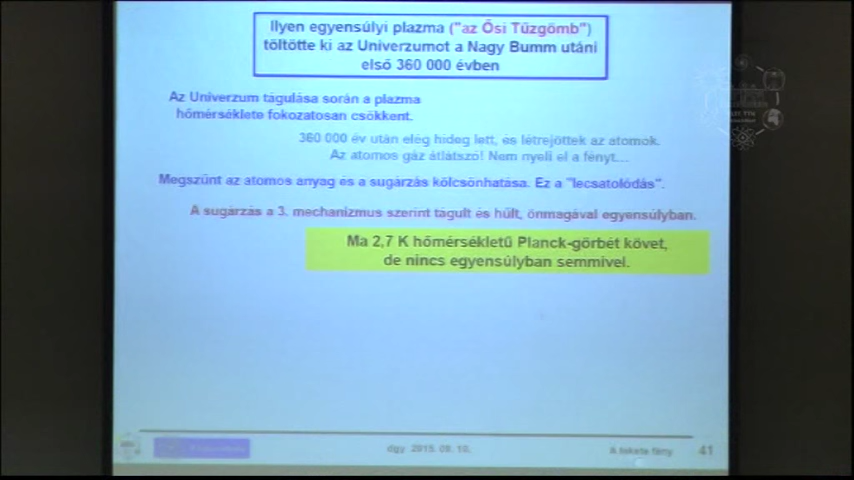 Ilyen egyensúlyi plazma ("az Ősi Tűzgömb")
töltötte ki az Univerzumot a Nagy Bumm utáni
első 360 000 évben
Az Univerzum tágulása során a plazma
hőmérséklete fokozatosan csökkent.
360 000 év után elég hideg lett, és létrejöttek az atomok.
Az atomos gáz átlátszó! Nem nyeli el a fényt...
Megszűnt az atomos anyag és a sugárzás kölcsönhatása. Ez a "lecsatolódás".
A sugárzás a 3. mechanizmus szerint tágult és hűlt, önmagával egyensúlyban.
Ma 2,7 K hőmérsékletű Planck-görbét követ,
de nincs egyensúlyban semmivel.
dgy 2015. 09. 10.
A fekete fény
41